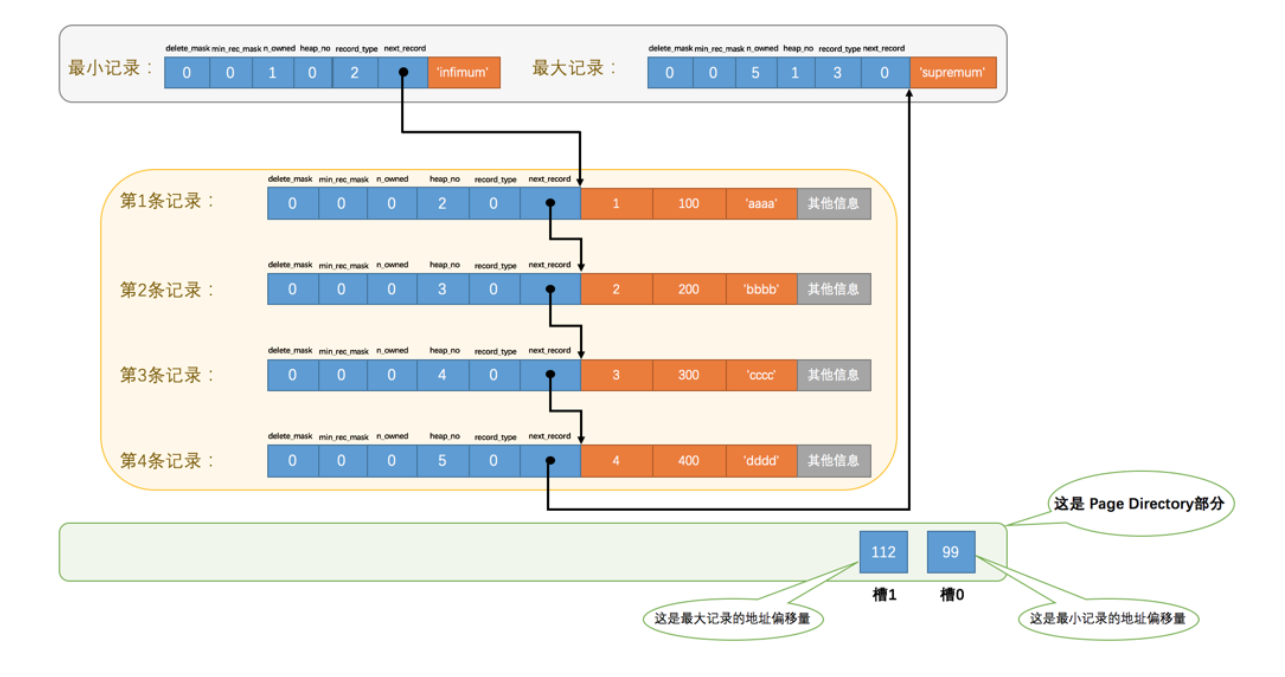 delete_mask min_rec_mask n_owned heap_no record_type next_record
最小记录： 0 0 1 0 2 'infimum'
delete_mask min_rec_mask n_owned heap_no record_type next_record
最大记录： 0 0 5 1 3 0 'supremum'
delete_mask min_rec_mask n_owned heap_no record_type next_record
第1条记录： 0 0 0 2 0 1 100 'aaaa' 其他信息
delete_mask min_rec_mask n_owned heap_no record_type next_record
第2条记录： 0 0 0 3 0 2 200 'bbbb' 其他信息
delete_mask min_rec_mask n_owned heap_no record_type next_record
第3条记录： 0 0 0 4 0 3 300 'cccc' 其他信息
delete_mask min_rec_mask n_owned heap_no record_type next_record
第4条记录： 0 0 0 5 0 4 400 'dddd' 其他信息
这是 Page Directory部分
112 99
槽1 槽0
这是最大记录的地址偏移量 这是最小记录的地址偏移量